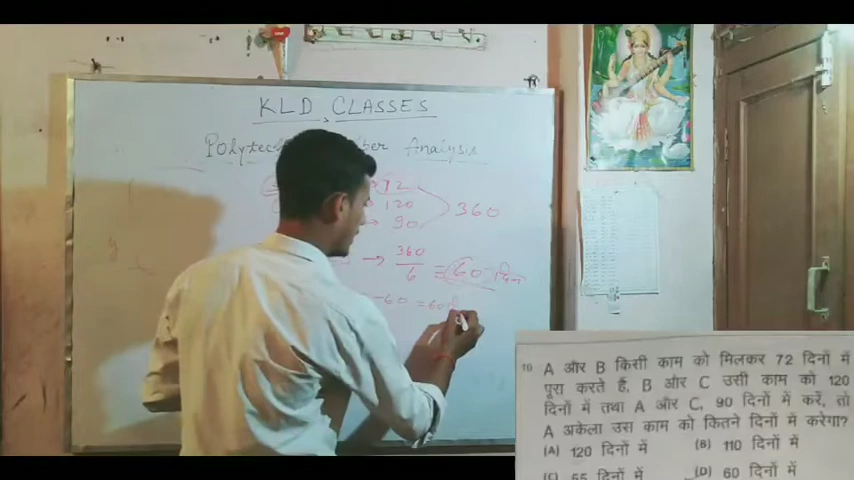 KLD CLASSES
Polytec Analysis
72
120
90
360
→ 360
6
= 60 दिन
-60 = 60
10 A और B किसी काम को मिलकर 72 दिनों में
पूरा करते हैं, B और C उसी काम को 120
दिनों में तथा A और C, 90 दिनों में करें, तो
A अकेला उस काम को कितने दिनों में करेगा?
(A) 120 दिनों में (B) 110 दिनों में
(C) 55 दिनों में (D) 60 दिनों में